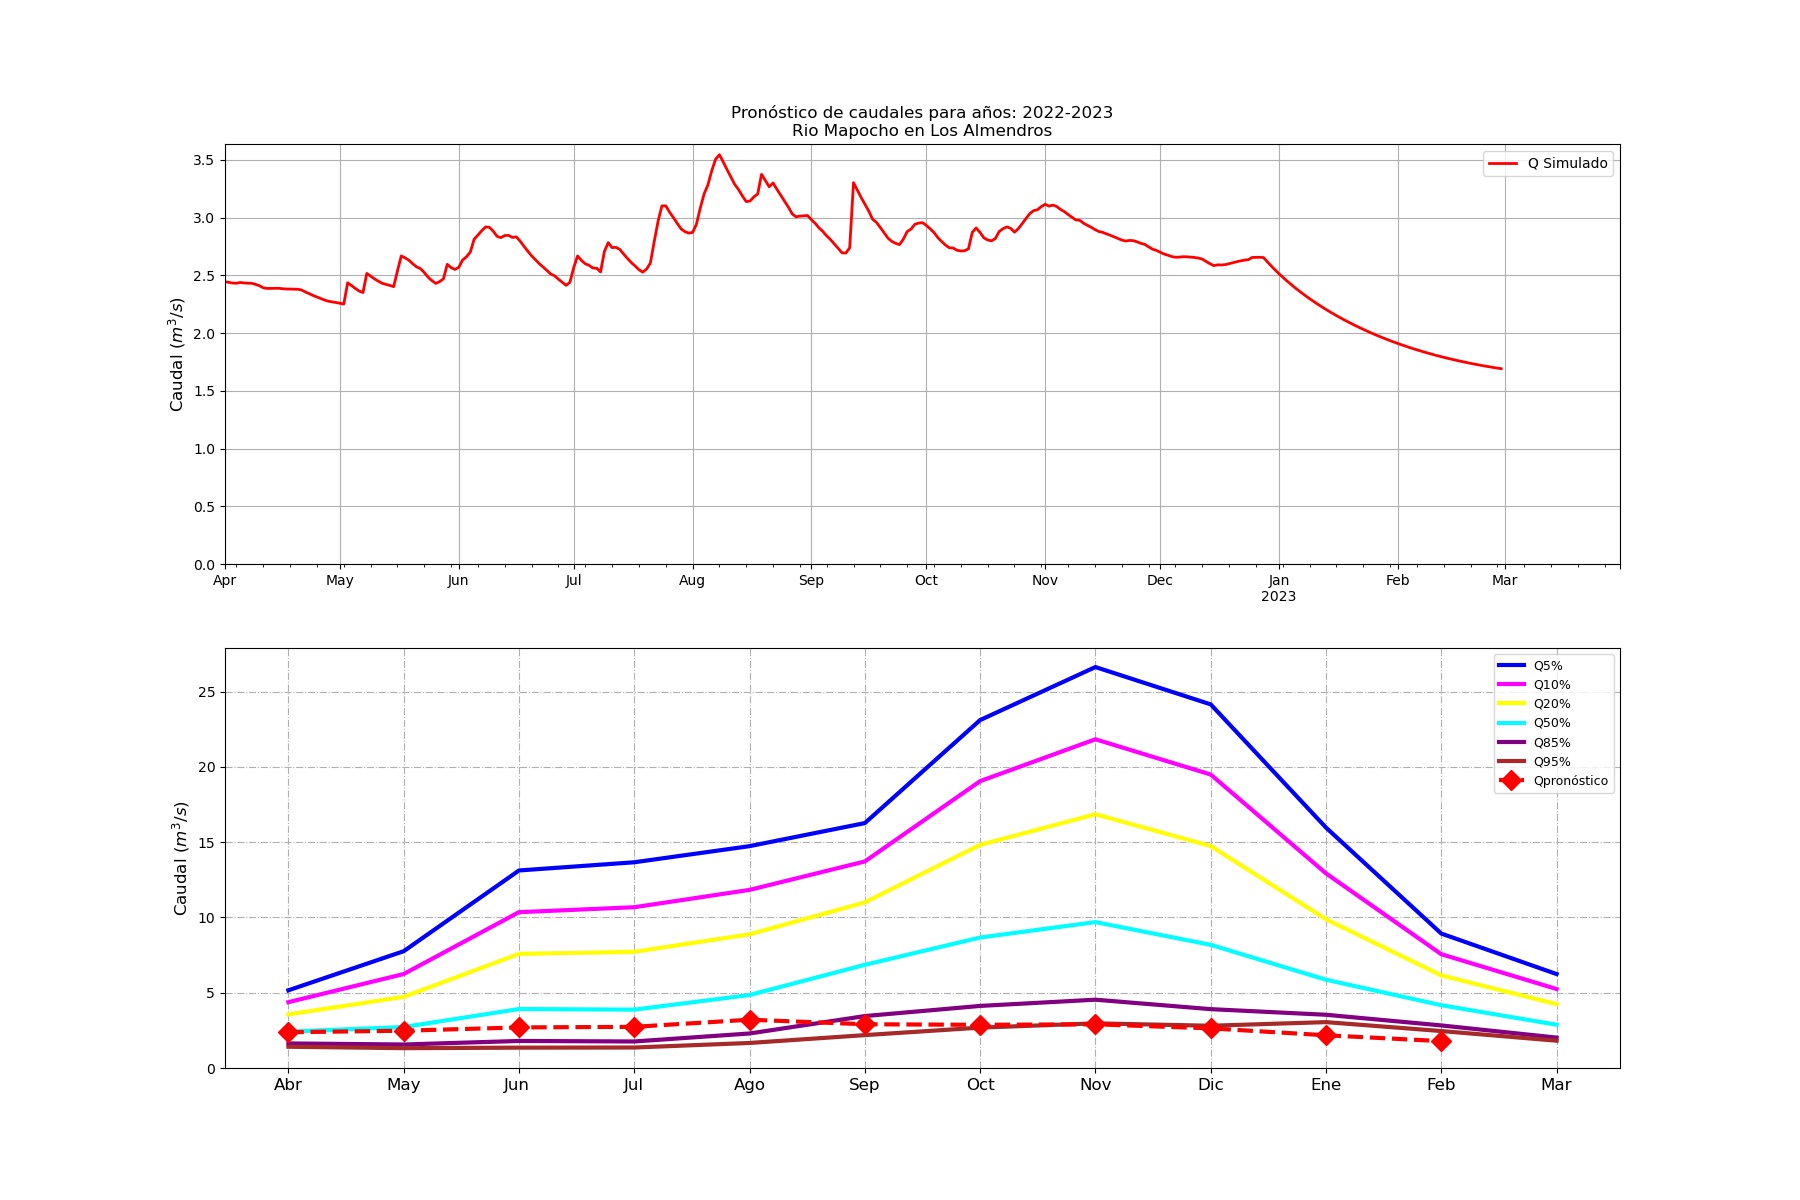 Pronóstico de caudales para años: 2022-2023
Rio Mapocho en Los Almendros
Q Simulado
Caudal (m³/s)
3.5
3.0
2.5
2.0
1.5
1.0
0.5
0.0
Apr May Jun Jul Aug Sep Oct Nov Dec Jan Feb Mar
2023
Q5%
Q10%
Q20%
Q50%
Q85%
Q95%
Qpronóstico
Caudal (m³/s)
25
20
15
10
5
0
Abr May Jun Jul Ago Sep Oct Nov Dic Ene Feb Mar